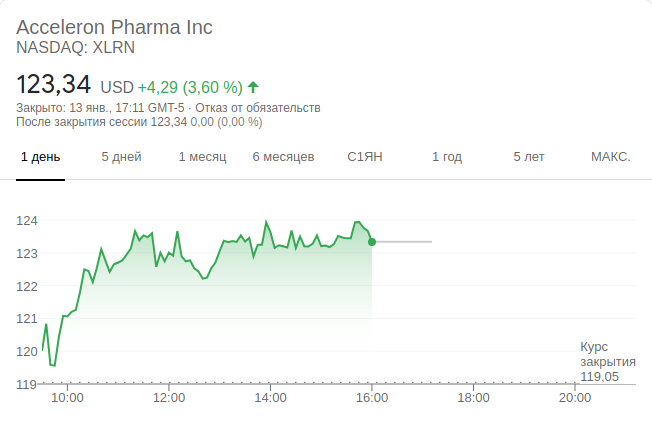 Acceleron Pharma Inc
NASDAQ: XLRN
123,34 USD +4,29 (3,60 %)
Закрыто: 13 янв., 17:11 GMT-5 · Отказ от обязательств
После закрытия сессии 123,34 0,00 (0,00 %)
1 день 5 дней 1 месяц 6 месяцев С1ЯН 1 год 5 лет МАКС.
124
123
122
121
120
119
Курс
закрытия
119,05
10:00 12:00 14:00 16:00 18:00 20:00